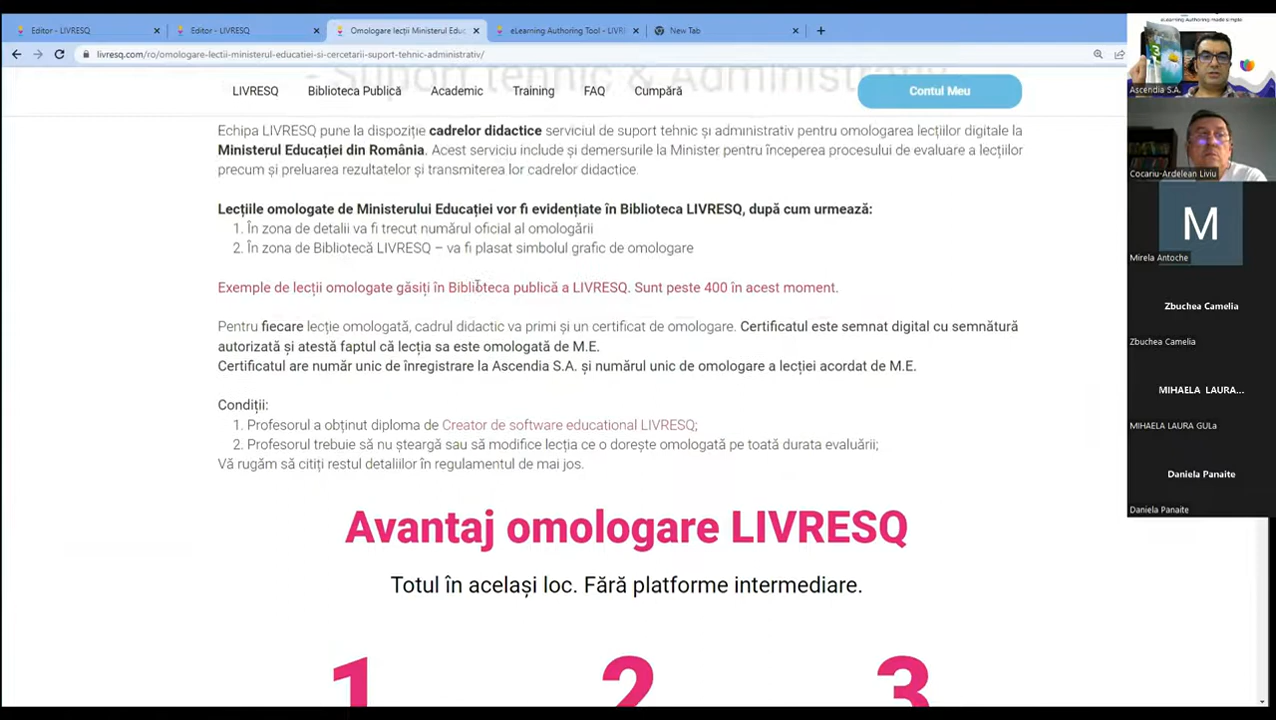 Editor - LIVRESQ
Editor - LIVRESQ
Omologare lecții Ministerul Educ
eLearning Authoring Tool - LIVRE
New Tab
livresq.com/ro/omologare-lectii-ministerul-educatiei-si-cercetarii-suport-tehnic-administrativ/
- Suport tehnic & Administrativ
LIVRESQ
Biblioteca Publică
Academic
Training
FAQ
Cumpără
Contul Meu
Echipa LIVRESQ pune la dispoziție cadrelor didactice serviciul de suport tehnic și administrativ pentru omologarea lecțiilor digitale la
Ministerul Educației din România. Acest serviciu include și demersurile la Minister pentru începerea procesului de evaluare a lecțiilor
precum și preluarea rezultatelor și transmiterea lor cadrelor didactice.
Lecțiile omologate de Ministerului Educației vor fi evidențiate în Biblioteca LIVRESQ, după cum urmează:
1. În zona de detalii va fi trecut numărul oficial al omologării
2. În zona de Bibliotecă LIVRESQ – va fi plasat simbolul grafic de omologare
Exemple de lecții omologate găsiți în Biblioteca publică a LIVRESQ. Sunt peste 400 în acest moment.
Pentru fiecare lecție omologată, cadrul didactic va primi și un certificat de omologare. Certificatul este semnat digital cu semnătură
autorizată și atestă faptul că lecția sa este omologată de M.E.
Certificatul are număr unic de înregistrare la Ascendia S.A. și numărul unic de omologare a lecției acordat de M.E.
Condiții:
1. Profesorul a obținut diploma de Creator de software educational LIVRESQ;
2. Profesorul trebuie să nu șteargă sau să modifice lecția ce o dorește omologată pe toată durata evaluării;
Vă rugăm să citiți restul detaliilor în regulamentul de mai jos.
Avantaj omologare LIVRESQ
Totul în același loc. Fără platforme intermediare.
1
2
3
eLearning Authoring made simple
3
Ascendia S.A.
Cocariu-Ardelean Liviu
M
Mirela Antoche
Zbuchea Camelia
Zbuchea Camelia
MIHAELA LAURA...
MIHAELA LAURA GULa
Daniela Panaite
Daniela Panaite